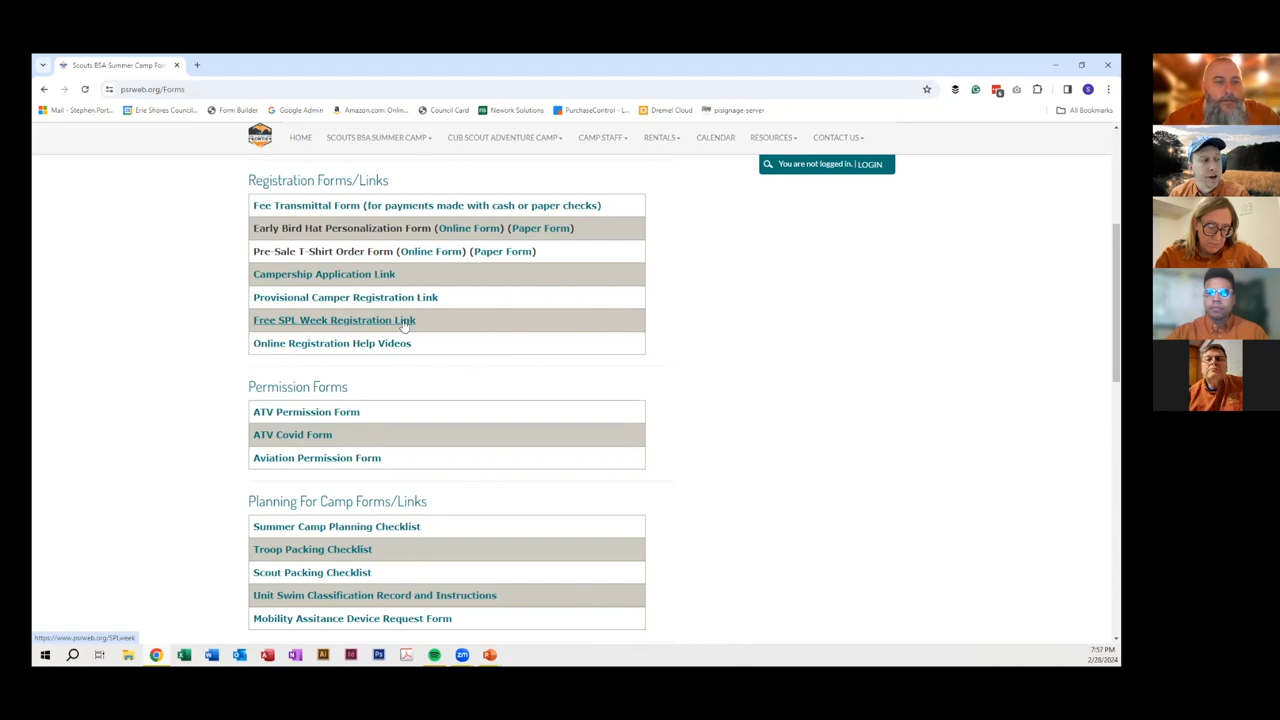 Scouts BSA Summer Camp For
psrweb.org/Forms
Mail - Stephen.Port...
Erie Shores Council...
Form Builder
Google Admin
Amazon.com: Onlin...
Council Card
Nework Solutions
PurchaseControl - L...
Dremel Cloud
pisignage-server
All Bookmarks
HOME
SCOUTS BSA SUMMER CAMP
CUB SCOUT ADVENTURE CAMP
CAMP STAFF
RENTALS
CALENDAR
RESOURCES
CONTACT US
You are not logged in. | LOGIN
Registration Forms/Links
Fee Transmittal Form (for payments made with cash or paper checks)
Early Bird Hat Personalization Form (Online Form) (Paper Form)
Pre-Sale T-Shirt Order Form (Online Form) (Paper Form)
Campership Application Link
Provisional Camper Registration Link
Free SPL Week Registration Link
Online Registration Help Videos
Permission Forms
ATV Permission Form
ATV Covid Form
Aviation Permission Form
Planning For Camp Forms/Links
Summer Camp Planning Checklist
Troop Packing Checklist
Scout Packing Checklist
Unit Swim Classification Record and Instructions
Mobility Assitance Device Request Form
https://www.psrweb.org/SPLweek
7:57 PM
2/28/2024